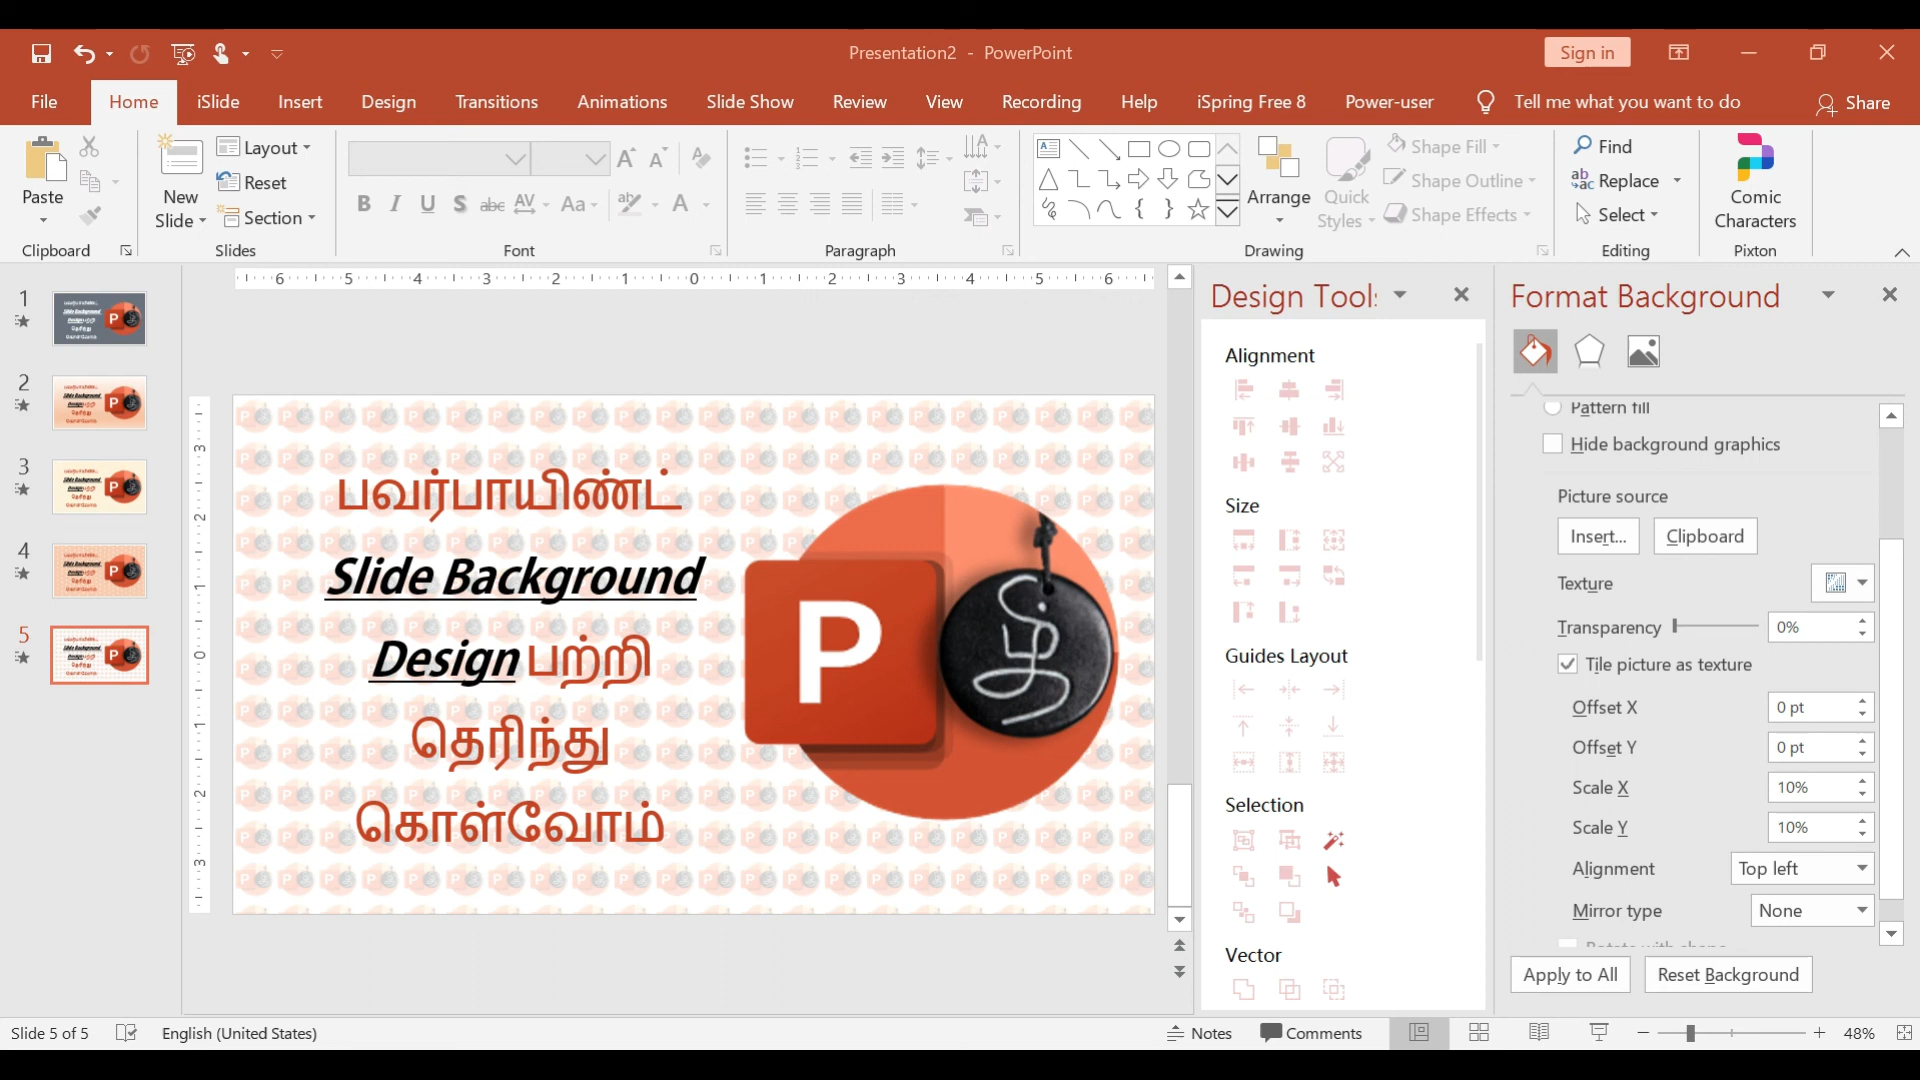 Presentation2 - PowerPoint
Sign in
File Home iSlide Insert Design Transitions Animations Slide Show Review View Recording Help iSpring Free 8 Power-user Tell me what you want to do Share
Paste
Clipboard
New Slide
Layout
Reset
Section
Slides
Font
Paragraph
Arrange
Quick Styles
Shape Fill
Shape Outline
Shape Effects
Drawing
Find
Replace
Select
Editing
Comic Characters
Pixton
1
2
3
4
5
பவர்பாயிண்ட்
Slide Background
Design பற்றி
தெரிந்து
கொள்வோம்
P
த
Design Tool
Alignment
Size
Guides Layout
Selection
Vector
Format Background
Pattern fill
Hide background graphics
Picture source
Insert... Clipboard
Texture
Transparency 0%
Tile picture as texture
Offset X 0 pt
Offset Y 0 pt
Scale X 10%
Scale Y 10%
Alignment Top left
Mirror type None
Apply to All Reset Background
Slide 5 of 5 English (United States) Notes Comments 48%